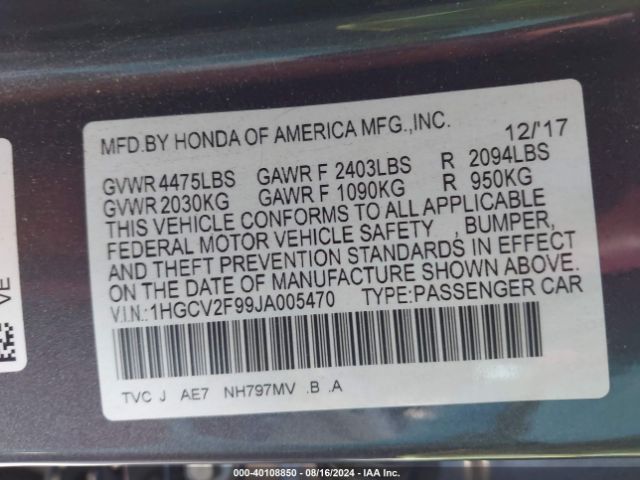 MFD.BY HONDA OF AMERICA MFG.,INC. 12/'17
GVWR 4475LBS GAWR F 2403LBS R 2094LBS
GVWR 2030KG GAWR F 1090KG R 950KG
THIS VEHICLE CONFORMS TO ALL APPLICABLE
FEDERAL MOTOR VEHICLE SAFETY , BUMPER,
AND THEFT PREVENTION STANDARDS IN EFFECT
ON THE DATE OF MANUFACTURE SHOWN ABOVE.
V.I.N.: 1HGCV2F99JA005470 TYPE:PASSENGER CAR
TVC J AE7 NH797MV .B .A
VE
000-40108850 - 08/16/2024 - IAA Inc.